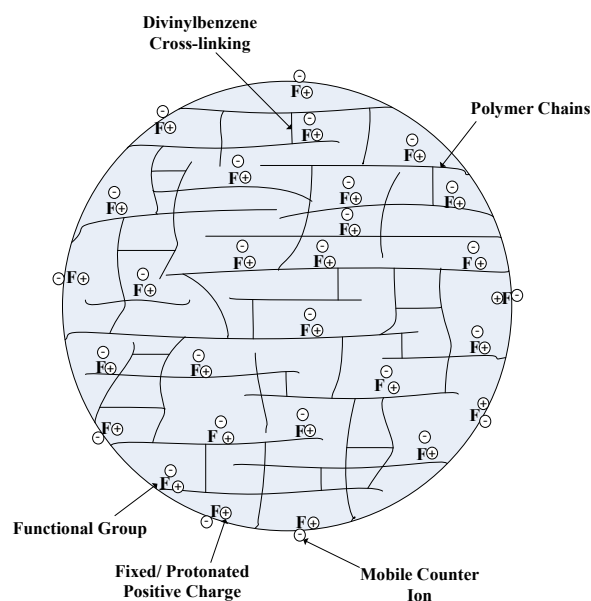 Divinylbenzene
Cross-linking
Polymer Chains
F+
F+
F+
F+
F+
F+
F+
F+
F+
F+
F+
F+
F+
F+
+F
F+
F+
F+
F+
F+
F+
F+
F+
F+
F+
F+
F+
F+
Functional Group
Fixed/ Protonated
Positive Charge
Mobile Counter
Ion